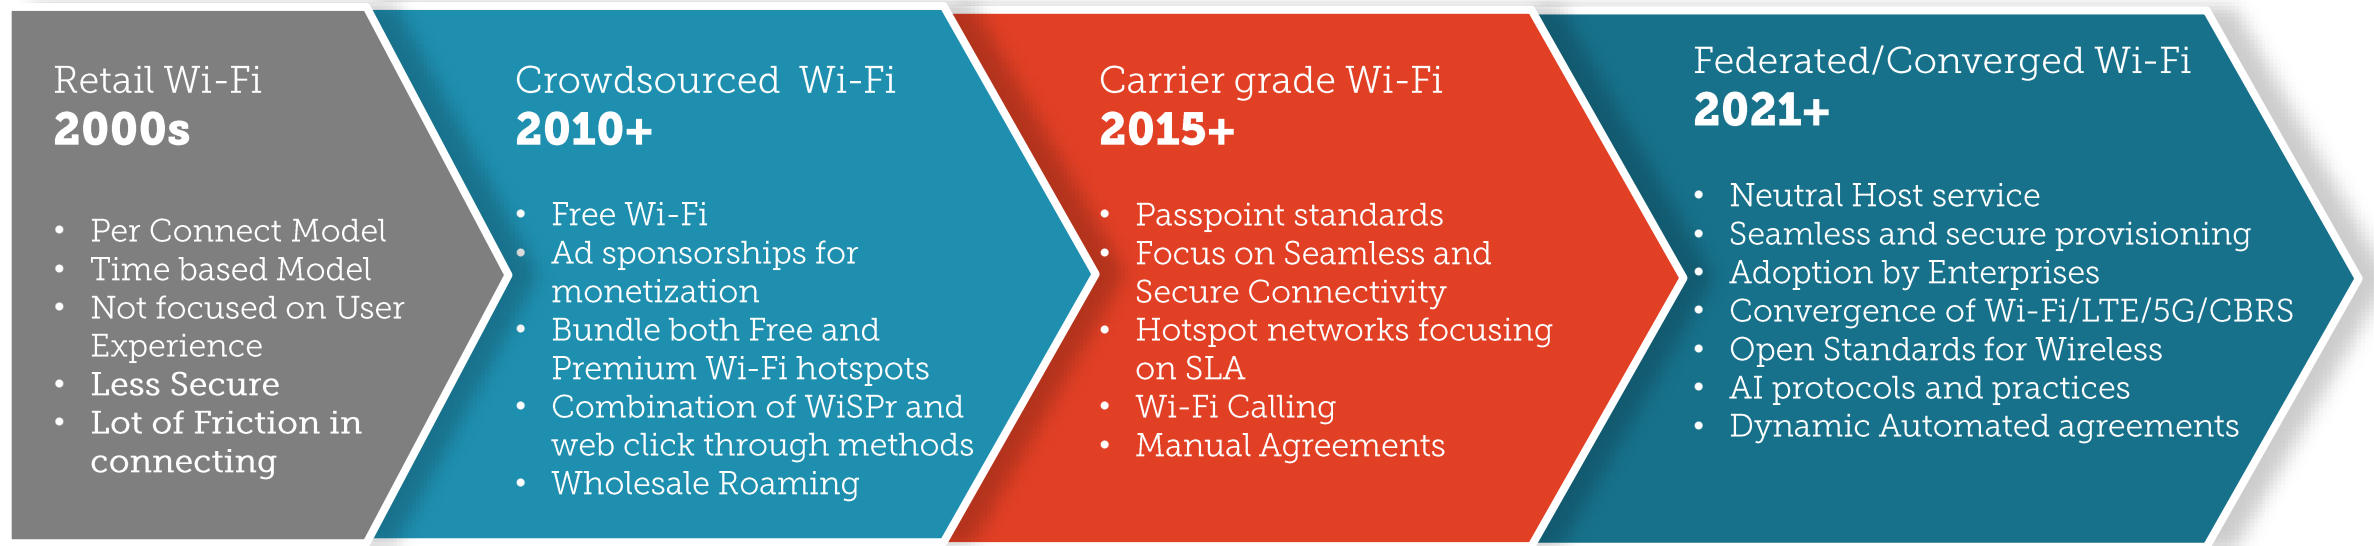 Retail Wi-Fi
2000s
• Per Connect Model
• Time based Model
• Not focused on User
Experience
• Less Secure
• Lot of Friction in
connecting
Crowdsourced Wi-Fi
2010+
• Free Wi-Fi
• Ad sponsorships for
monetization
• Bundle both Free and
Premium Wi-Fi hotspots
• Combination of WiSPr and
web click through methods
• Wholesale Roaming
Carrier grade Wi-Fi
2015+
• Passpoint standards
• Focus on Seamless and
Secure Connectivity
• Hotspot networks focusing
on SLA
• Wi-Fi Calling
• Manual Agreements
Federated/Converged Wi-Fi
2021+
• Neutral Host service
• Seamless and secure provisioning
• Adoption by Enterprises
• Convergence of Wi-Fi/LTE/5G/CBRS
• Open Standards for Wireless
• AI protocols and practices
• Dynamic Automated agreements